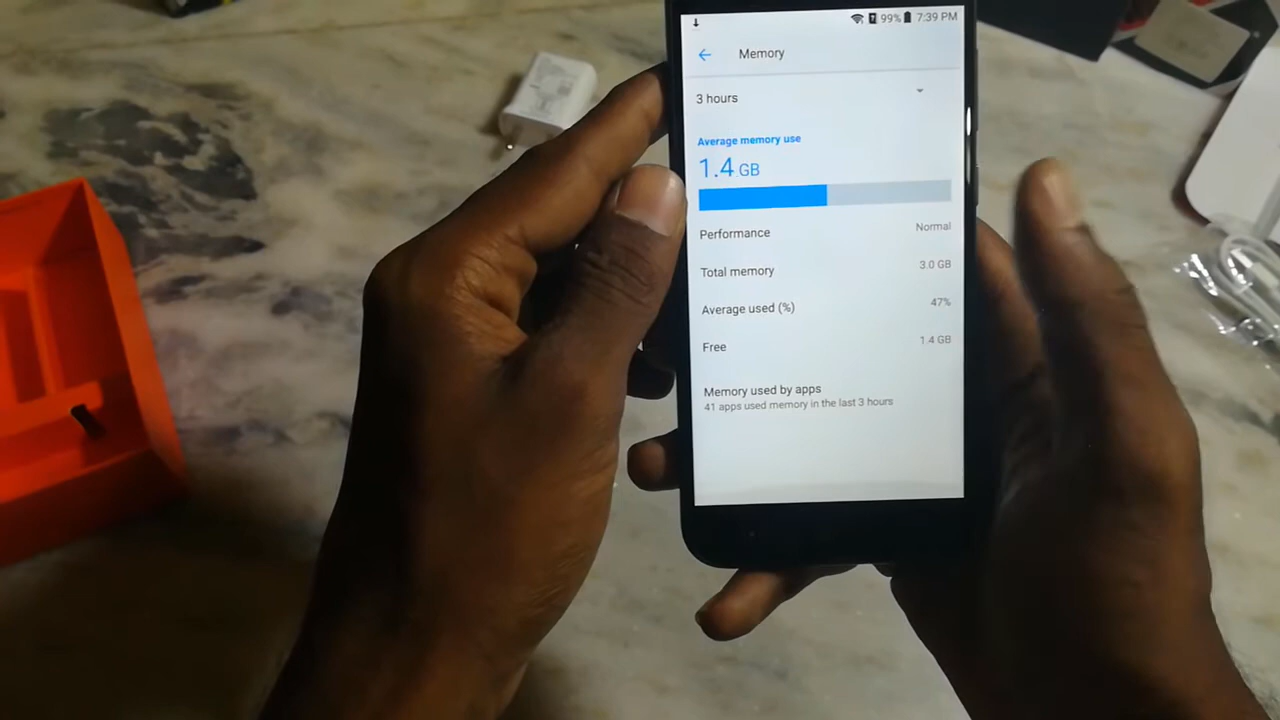 99% 7:39 PM
Memory
3 hours
Average memory use
1.4 GB
Performance Normal
Total memory 3.0 GB
Average used (%) 47%
Free 1.4 GB
Memory used by apps
41 apps used memory in the last 3 hours